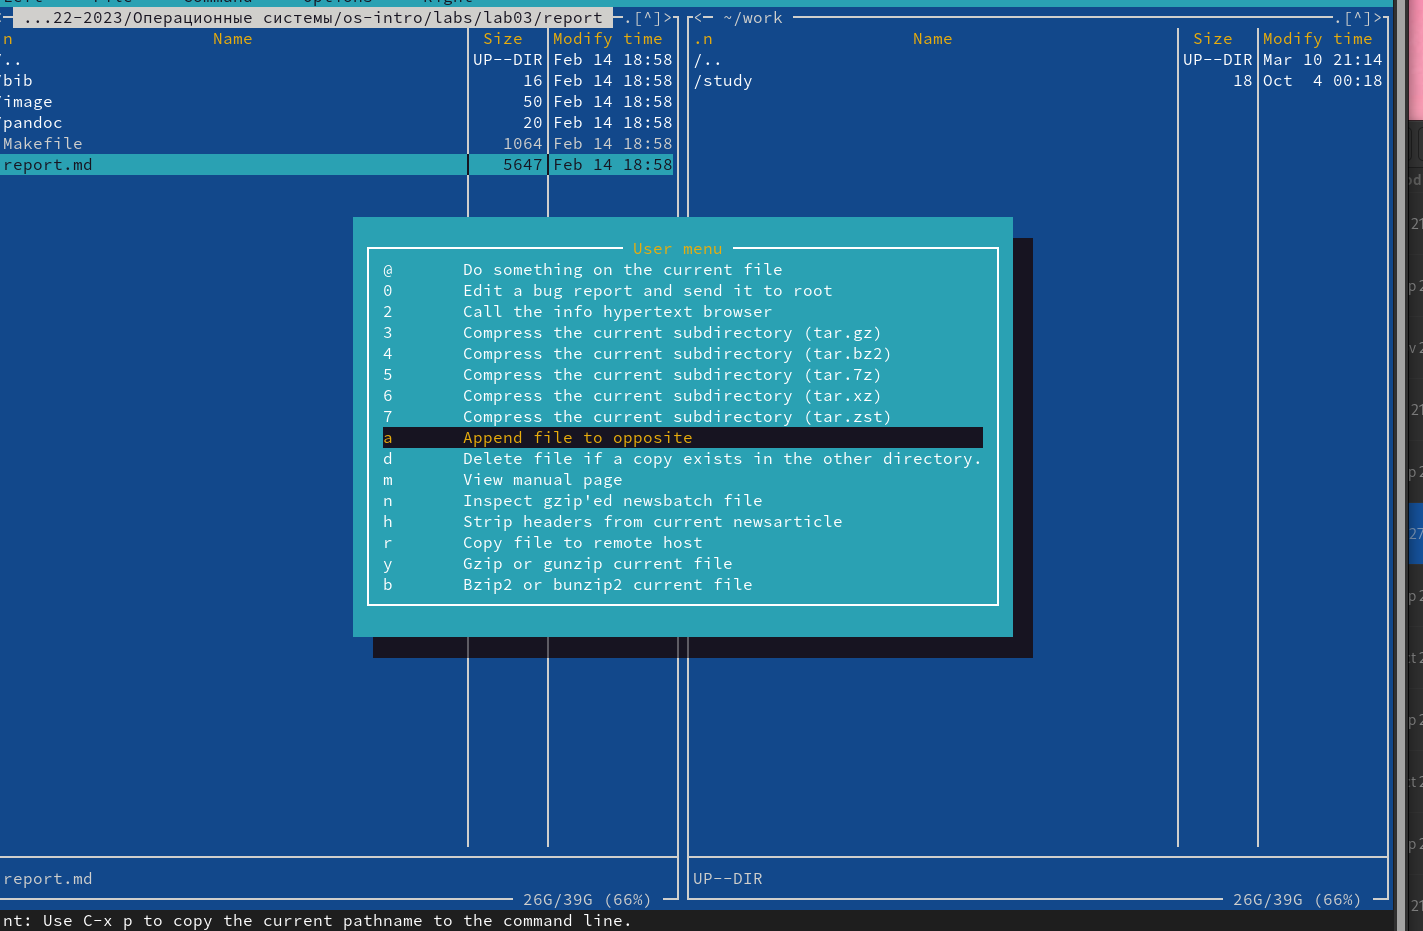 Left File Command Options Right
...22-2023/Операционные системы/os-intro/labs/lab03/report .[^]> <─ ~/work .[^]>
n Name Size Modify time .n Name Size Modify time
/.. UP--DIR Feb 14 18:58 /.. UP--DIR Mar 10 21:14
/bib 16 Feb 14 18:58 /study 18 Oct 4 00:18
/image 50 Feb 14 18:58
/pandoc 20 Feb 14 18:58
Makefile 1064 Feb 14 18:58
report.md 5647 Feb 14 18:58
User menu
@ Do something on the current file
0 Edit a bug report and send it to root
2 Call the info hypertext browser
3 Compress the current subdirectory (tar.gz)
4 Compress the current subdirectory (tar.bz2)
5 Compress the current subdirectory (tar.7z)
6 Compress the current subdirectory (tar.xz)
7 Compress the current subdirectory (tar.zst)
a Append file to opposite
d Delete file if a copy exists in the other directory.
m View manual page
n Inspect gzip'ed newsbatch file
h Strip headers from current newsarticle
r Copy file to remote host
y Gzip or gunzip current file
b Bzip2 or bunzip2 current file
report.md UP--DIR
26G/39G (66%) 26G/39G (66%)
nt: Use C-x p to copy the current pathname to the command line.